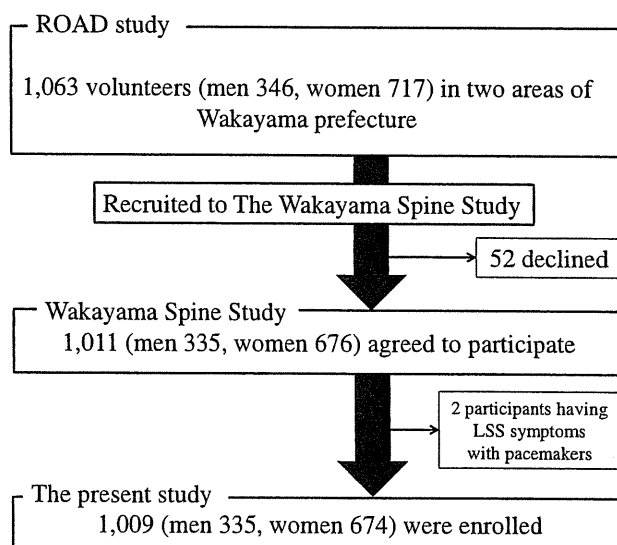 ROAD study
1,063 volunteers (men 346, women 717) in two areas of
Wakayama prefecture
Recruited to The Wakayama Spine Study
52 declined
Wakayama Spine Study
1,011 (men 335, women 676) agreed to participate
2 participants having
LSS symptoms
with pacemakers
The present study
1,009 (men 335, women 674) were enrolled